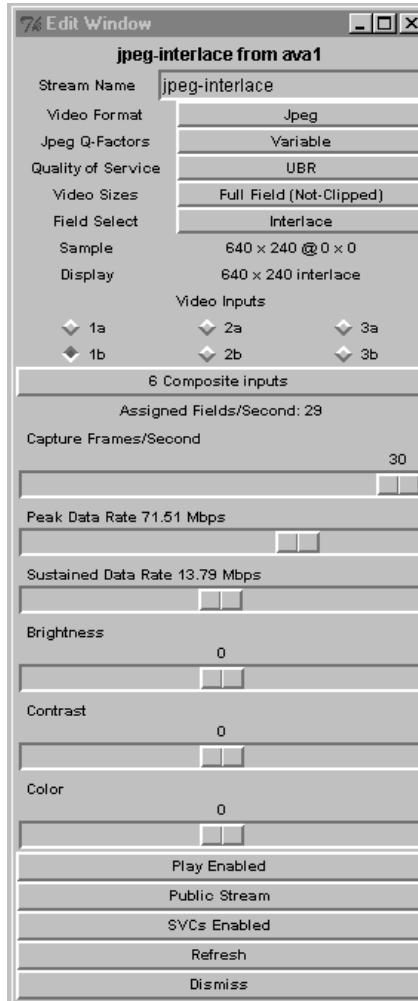 Edit Window
jpeg-interlace from ava1
Stream Name jpeg-interlace
Video Format Jpeg
Jpeg Q-Factors Variable
Quality of Service UBR
Video Sizes Full Field (Not-Clipped)
Field Select Interlace
Sample 640 x 240 @ 0 x 0
Display 640 x 240 interlace
Video Inputs
1a 2a 3a
1b 2b 3b
6 Composite inputs
Assigned Fields/Second: 29
Capture Frames/Second
30
Peak Data Rate 71.51 Mbps
Sustained Data Rate 13.79 Mbps
Brightness
0
Contrast
0
Color
0
Play Enabled
Public Stream
SVCs Enabled
Refresh
Dismiss